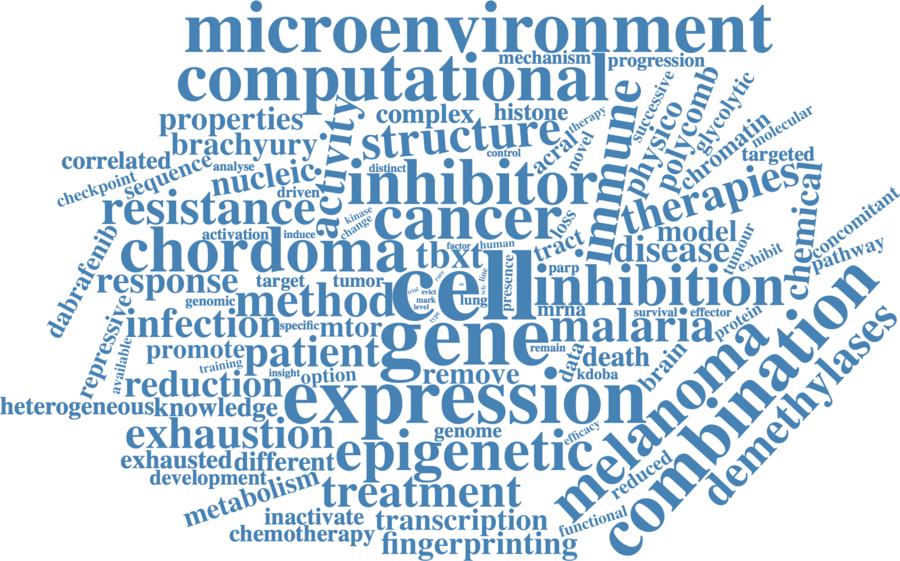 microenvironment
mechanism
progression
computational
successive
polycomb
glycolytic
properties
complex
histone
therapy
immune
physico
chromatin
molecular
brachyury
activity
structure
acral
novel
control
targeted
correlated
sequence
analyse
distinct
checkpoint
nucleic
driven
inhibitor
therapies
chemical
concomitant
resistance
kinase
change
cancer
loss
model
tumour
pathway
activation
induce
factor
human
tract
disease
exhibit
chordoma
tbxt
dabrafenib
response
target
tumor
cell
rare
line
presence
parp
inhibition
trial
evict
mark
level
type
lung
genomic
method
mrna
survival
effector
protein
repressive
infection
specific
mtor
gene
malaria
combination
available
promote
patient
remain
data
death
brain
melanoma
training
insight
option
remove
kdoba
reduction
demethylases
heterogeneous
knowledge
expression
exhaustion
genome
efficacy
exhausted
different
epigenetic
reduced
development
metabolism
treatment
inactivate
transcription
functional
chemotherapy
fingerprinting